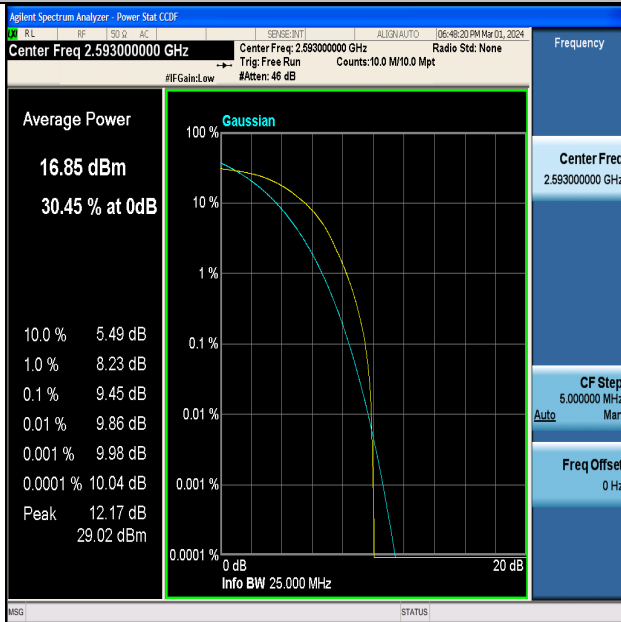 Agilent Spectrum Analyzer - Power Stat CCDF
LXI RL RF 50 Ω AC SENSE:INT ALIGN AUTO 06:48:20 PM Mar 01, 2024
Center Freq 2.593000000 GHz
Center Freq: 2.593000000 GHz Radio Std: None
Trig: Free Run Counts:10.0 M/10.0 Mpt
#IFGain:Low #Atten: 46 dB
Frequency
Average Power
16.85 dBm
30.45 % at 0dB
10.0 % 5.49 dB
1.0 % 8.23 dB
0.1 % 9.45 dB
0.01 % 9.86 dB
0.001 % 9.98 dB
0.0001 % 10.04 dB
Peak 12.17 dB
29.02 dBm
Gaussian
100 %
10 %
1 %
0.1 %
0.01 %
0.001 %
0.0001 %
0 dB 20 dB
Info BW 25.000 MHz
Center Freq
2.593000000 GHz
CF Step
5.000000 MHz
Auto Man
Freq Offset
0 Hz
MSG STATUS